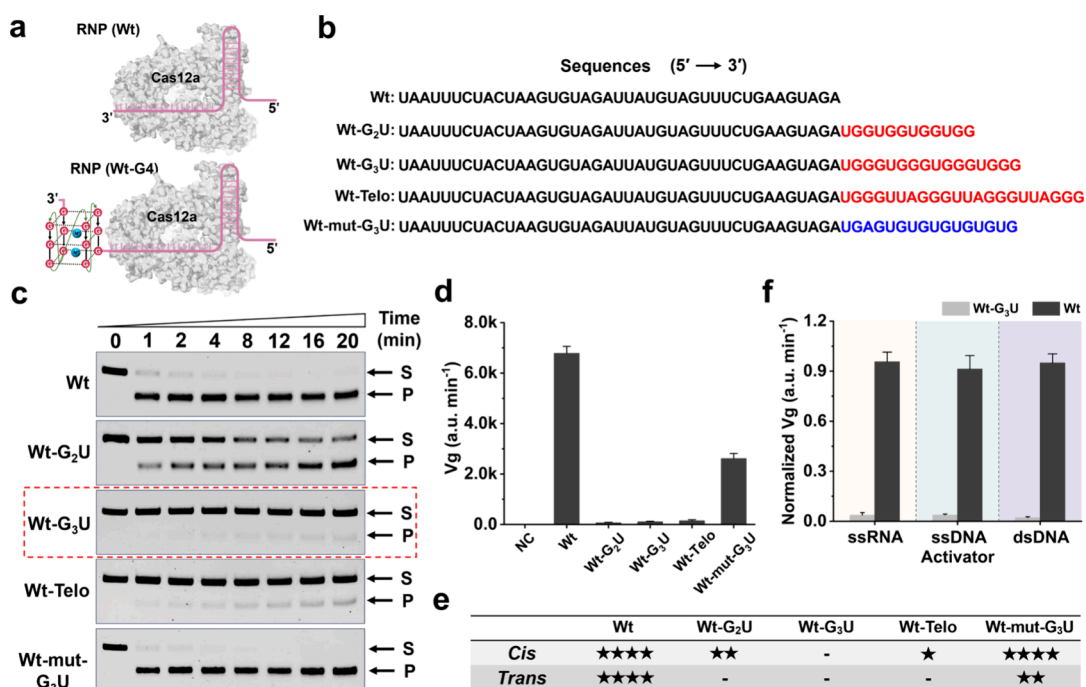 a
RNP (Wt)
Cas12a
3′
5′
RNP (Wt-G4)
3′
Cas12a
5′
b
Sequences (5′ → 3′)
Wt: UAAUUUCUACUAAGUGUAGAUUAUGUAGUUUCUGAAGUAGA
Wt-G2U: UAAUUUCUACUAAGUGUAGAUUAUGUAGUUUCUGAAGUAGAUGGUGGUGGUGG
Wt-G3U: UAAUUUCUACUAAGUGUAGAUUAUGUAGUUUCUGAAGUAGAUGGGUGGGUGGGUGGG
Wt-Telo: UAAUUUCUACUAAGUGUAGAUUAUGUAGUUUCUGAAGUAGAUGGGUUAGGGUUAGGGUUAGGG
Wt-mut-G3U: UAAUUUCUACUAAGUGUAGAUUAUGUAGUUUCUGAAGUAGAUGAGUGUGUGUGUGUG
c
0 1 2 4 8 12 16 20 Time (min)
Wt
S
P
Wt-G2U
S
P
Wt-G3U
S
P
Wt-Telo
S
P
Wt-mut-G3U
S
P
d
Vg (a.u. min⁻¹)
8.0k
6.0k
4.0k
2.0k
0.0
NC Wt Wt-G2U Wt-G3U Wt-Telo Wt-mut-G3U
f
Wt-G3U Wt
Normalized Vg (a.u. min⁻¹)
1.2
0.9
0.6
0.3
0.0
ssRNA ssDNA dsDNA
Activator
e
Wt Wt-G2U Wt-G3U Wt-Telo Wt-mut-G3U
Cis ★★★★ ★★ - ★ ★★★★
Trans ★★★★ - - - ★★